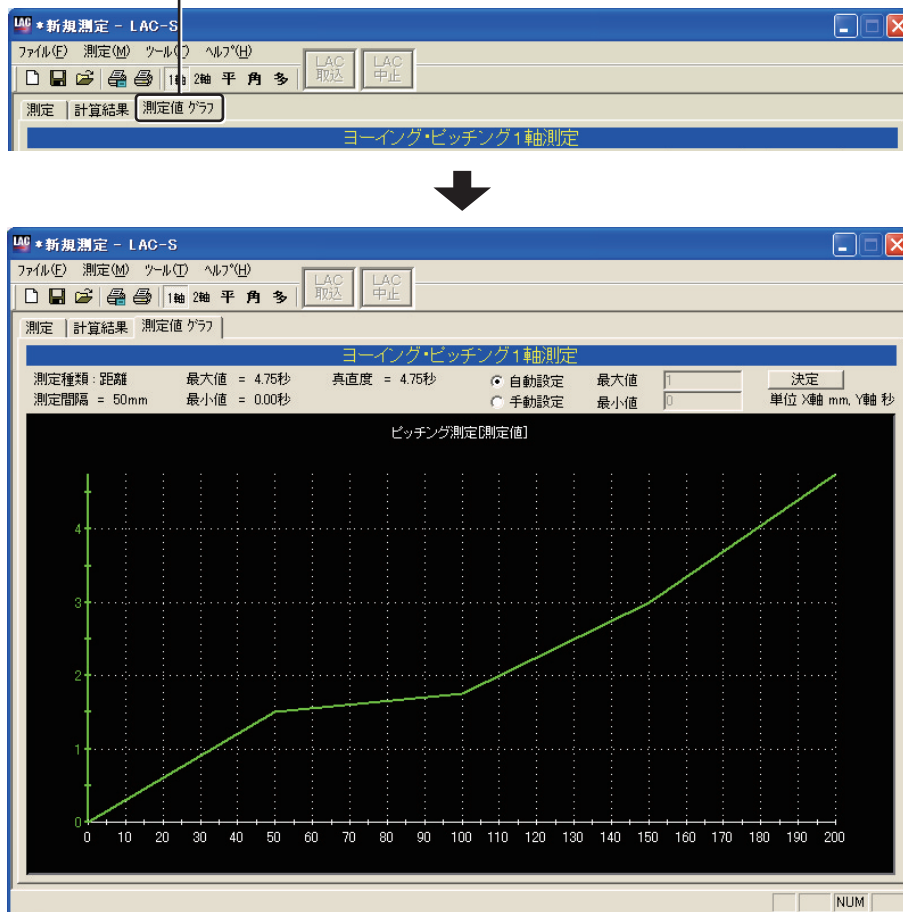 *新規測定 - LAC-S
ファイル(F) 測定(M) ツール(T) ヘルプ(H)
LAC 取込 LAC 中止
1軸 2軸 平 角 多
測定 計算結果 測定値グラフ
ヨーイング・ピッチング1軸測定
*新規測定 - LAC-S
ファイル(F) 測定(M) ツール(T) ヘルプ(H)
LAC 取込 LAC 中止
1軸 2軸 平 角 多
測定 計算結果 測定値グラフ
ヨーイング・ピッチング1軸測定
測定種類:距離 最大値 = 4.75秒 真直度 = 4.75秒 自動設定 最大値 1 決定
測定間隔 = 50mm 最小値 = 0.00秒 手動設定 最小値 0 単位 X軸 mm, Y軸 秒
ピッチング測定[測定値]
4
3
2
1
0
0 10 20 30 40 50 60 70 80 90 100 110 120 130 140 150 160 170 180 190 200
NUM